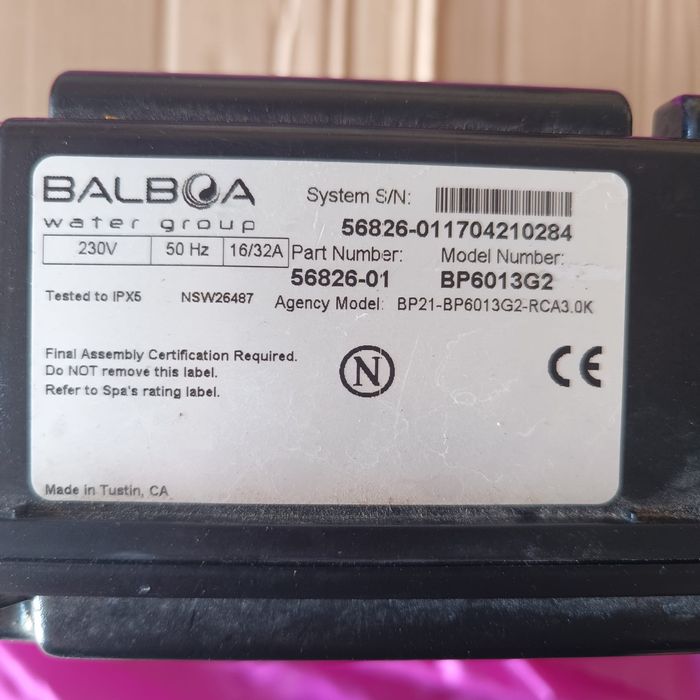 BALBOA
water group
System S/N:
56826-011704210284
230V 50 Hz 16/32A
Part Number: Model Number:
56826-01 BP6013G2
Tested to IPX5 NSW26487
Agency Model: BP21-BP6013G2-RCA3.0K
Final Assembly Certification Required.
Do NOT remove this label.
Refer to Spa's rating label.
N
CE
Made in Tustin, CA